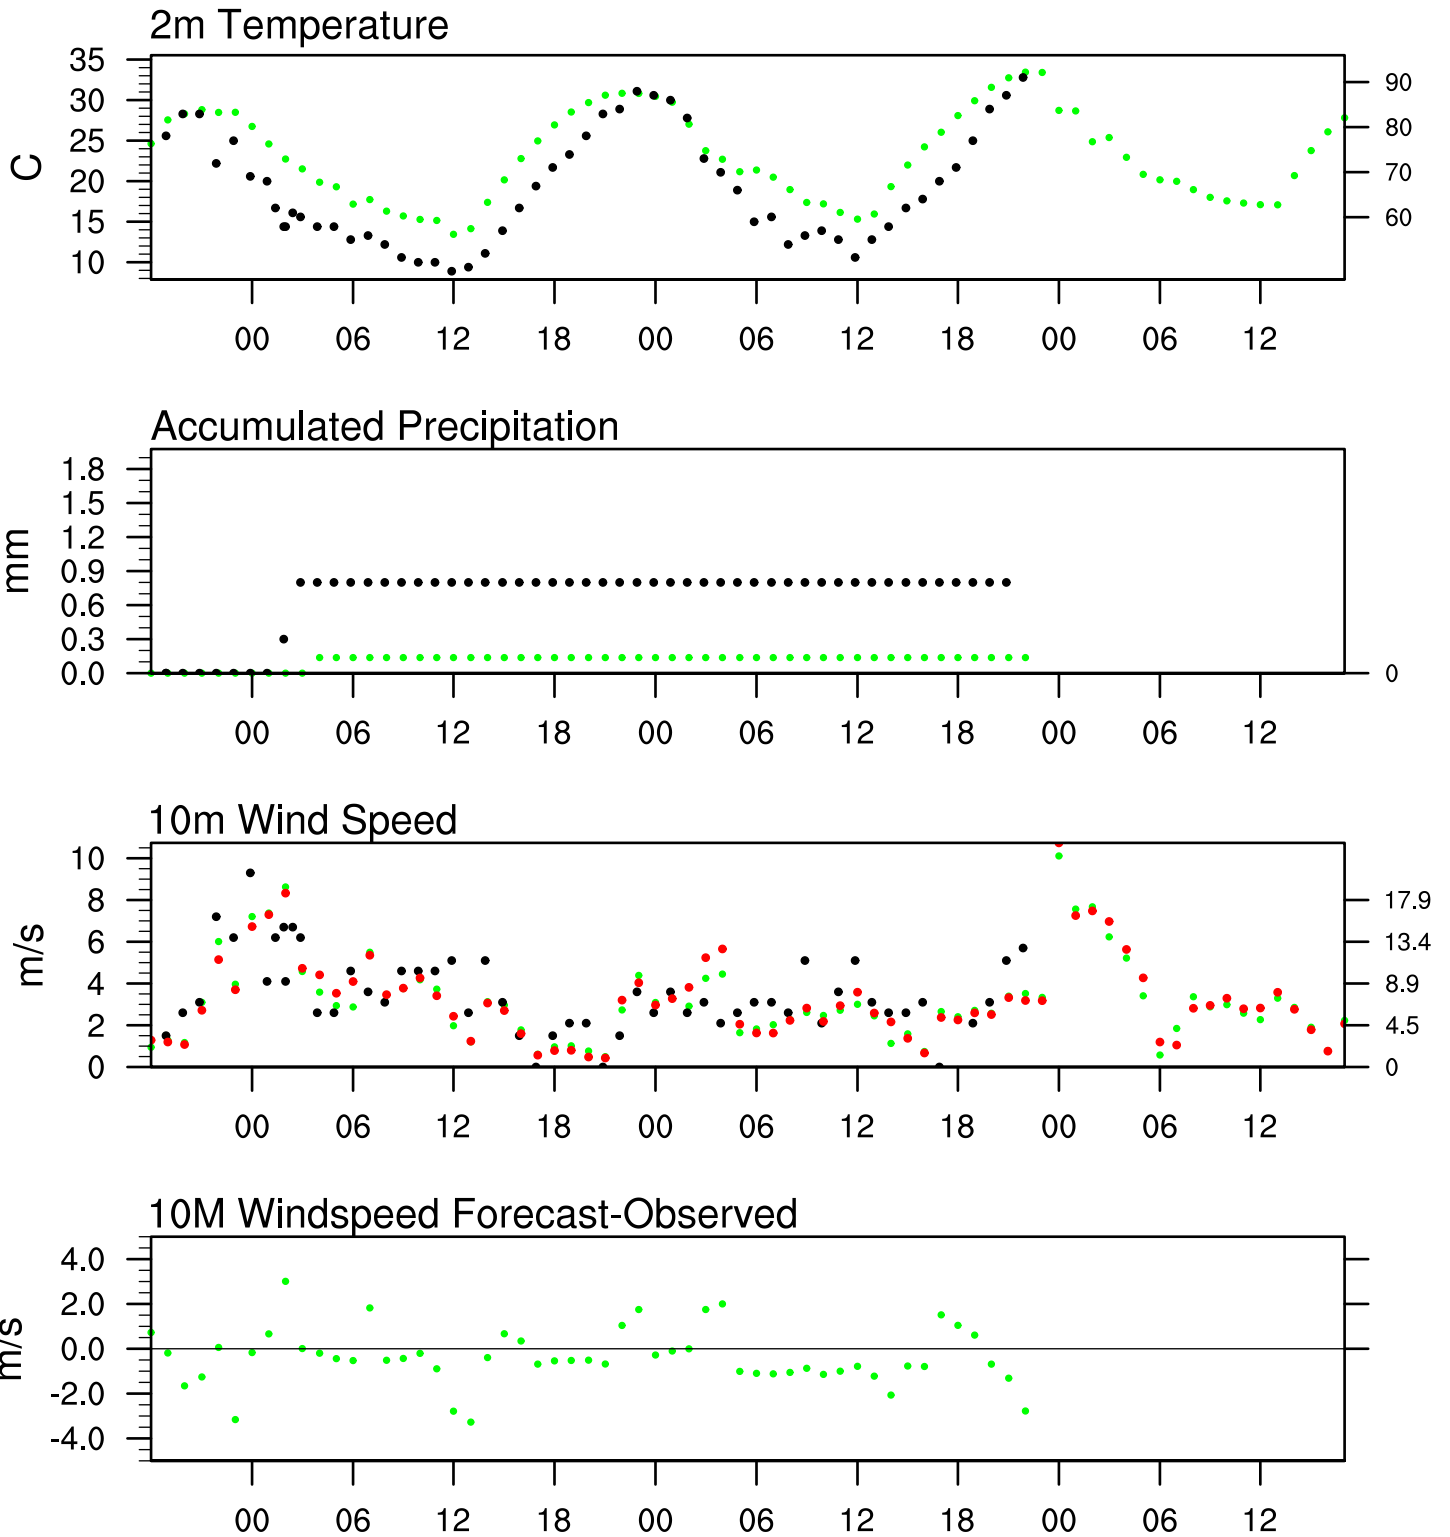 2m Temperature
35
30
25
20
15
10
C
90
80
70
60
00 06 12 18 00 06 12 18 00 06 12
Accumulated Precipitation
1.8
1.5
1.2
0.9
0.6
0.3
0.0
mm
0
00 06 12 18 00 06 12 18 00 06 12
10m Wind Speed
10
8
6
4
2
0
m/s
17.9
13.4
8.9
4.5
0
00 06 12 18 00 06 12 18 00 06 12
10M Windspeed Forecast-Observed
4.0
2.0
0.0
-2.0
-4.0
m/s
00 06 12 18 00 06 12 18 00 06 12